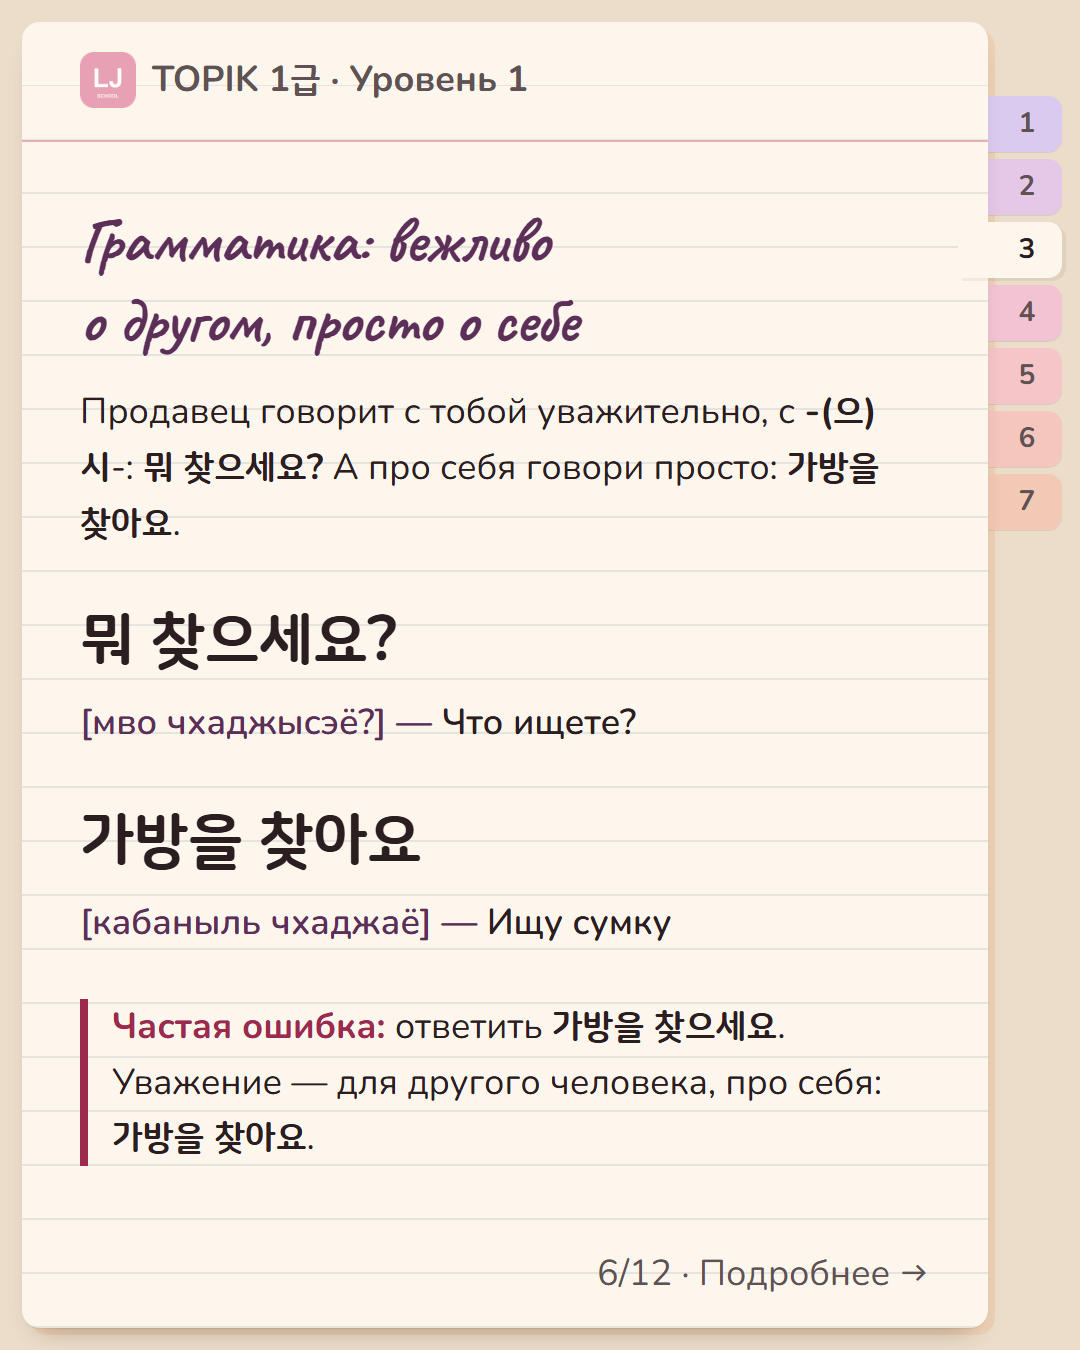 LJ
SCHOOL
TOPIK 1급 · Уровень 1
1
2
3
4
5
6
7
Грамматика: вежливо
о другом, просто о себе
Продавец говорит с тобой уважительно, с -(으)
시-: 뭐 찾으세요? А про себя говори просто: 가방을
찾아요.
뭐 찾으세요?
[мво чхаджысэё?] — Что ищете?
가방을 찾아요
[кабаныль чхаджаё] — Ищу сумку
Частая ошибка: ответить 가방을 찾으세요.
Уважение — для другого человека, про себя:
가방을 찾아요.
6/12 · Подробнее →